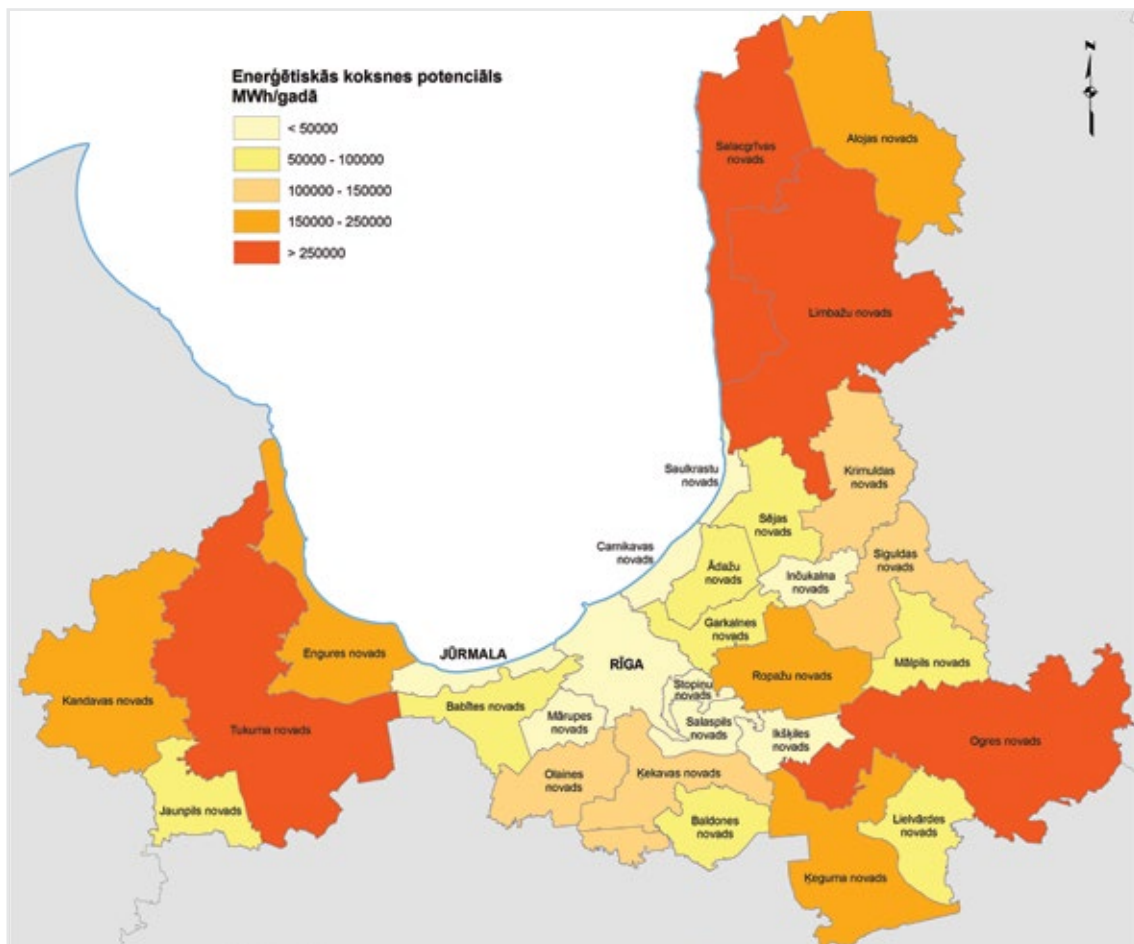 Enerģētiskās koksnes potenciāls
MWh/gadā
< 50000
50000 - 100000
100000 - 150000
150000 - 250000
> 250000
N
Salacgrīvas
novads
Alojas novads
Limbažu novads
Saulkrastu
novads
Krimuldas
novads
Sējas
novads
Carnikavas
novads
Ādažu
novads
Inčukalna
novads
Siguldas
novads
Garkalnes
novads
Mālpils novads
Engures novads
JŪRMALA
RĪGA
Ropažu novads
Stopiņu
novads
Kandavas novads
Babītes novads
Mārupes
novads
Salaspils
novads
Ikšķiles
novads
Tukuma novads
Ogres novads
Olaines
novads
Ķekavas novads
Jaunpils novads
Baldones
novads
Lielvārdes
novads
Ķeguma novads